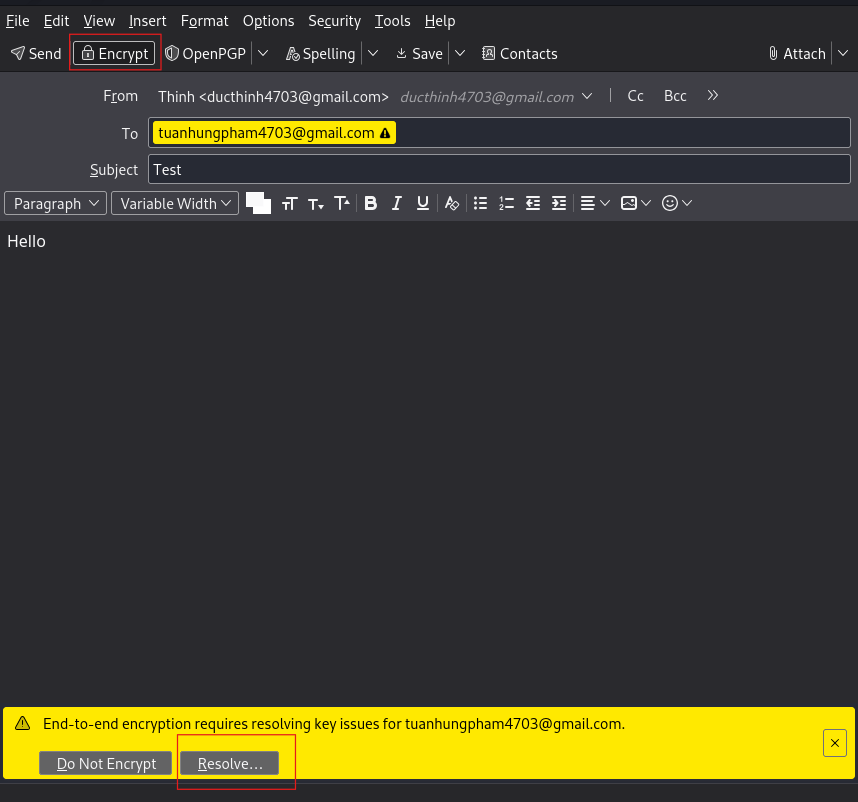 File Edit View Insert Format Options Security Tools Help
Send Encrypt OpenPGP Spelling Save Contacts Attach
From Thinh <ducthinh4703@gmail.com> ducthinh4703@gmail.com Cc Bcc
To tuanhungpham4703@gmail.com
Subject Test
Paragraph Variable Width
Hello
End-to-end encryption requires resolving key issues for tuanhungpham4703@gmail.com.
Do Not Encrypt Resolve…